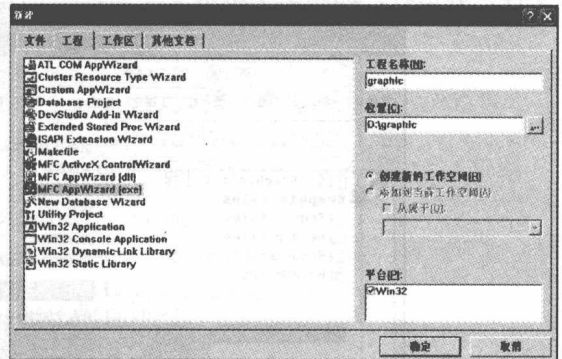 新建
文件 工程 工作区 其他文档
ATL COM AppWizard
Cluster Resource Type Wizard
Custom AppWizard
Database Project
DevStudio Add-in Wizard
Extended Stored Proc Wizard
ISAPI Extension Wizard
Makefile
MFC ActiveX ControlWizard
MFC AppWizard (dll)
MFC AppWizard (exe)
New Database Wizard
Utility Project
Win32 Application
Win32 Console Application
Win32 Dynamic-Link Library
Win32 Static Library
工程名称(N):
graphic
位置(C):
D:\graphic
...
创建新的工作空间(R)
添加到当前工作空间(A)
从属于(D):
平台(P):
Win32
确定 取消